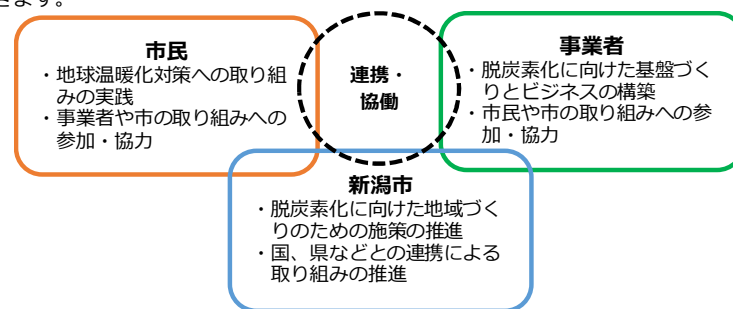 きます。
市民
・地球温暖化対策への取り組
みの実践
・事業者や市の取り組みへの
参加・協力
連携・
協働
事業者
・脱炭素化に向けた基盤づく
りとビジネスの構築
・市民や市の取り組みへの参
加・協力
新潟市
・脱炭素化に向けた地域づく
りのための施策の推進
・国、県などとの連携による
取り組みの推進